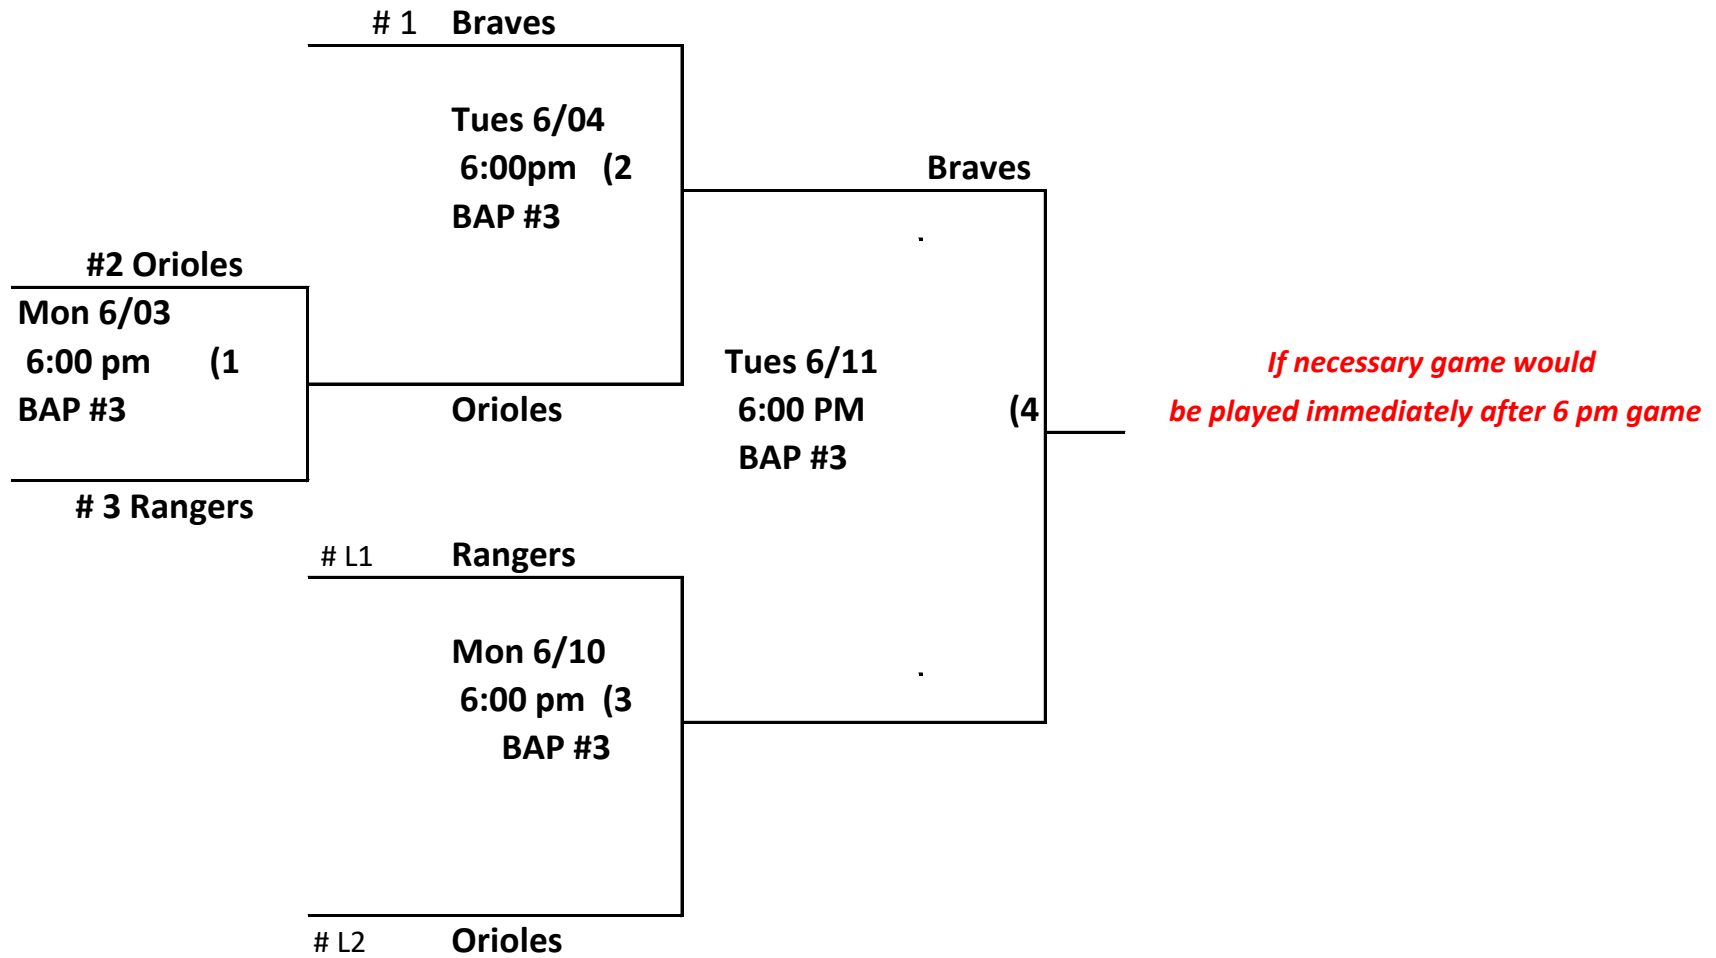 # 1 Braves
Tues 6/04
6:00pm (2
Braves
BAP #3
#2 Orioles
Mon 6/03
6:00 pm (1
BAP #3
Orioles
# 3 Rangers
Tues 6/11
6:00 PM (4
BAP #3
If necessary game would
be played immediately after 6 pm game
# L1 Rangers
Mon 6/10
6:00 pm (3
BAP #3
# L2 Orioles